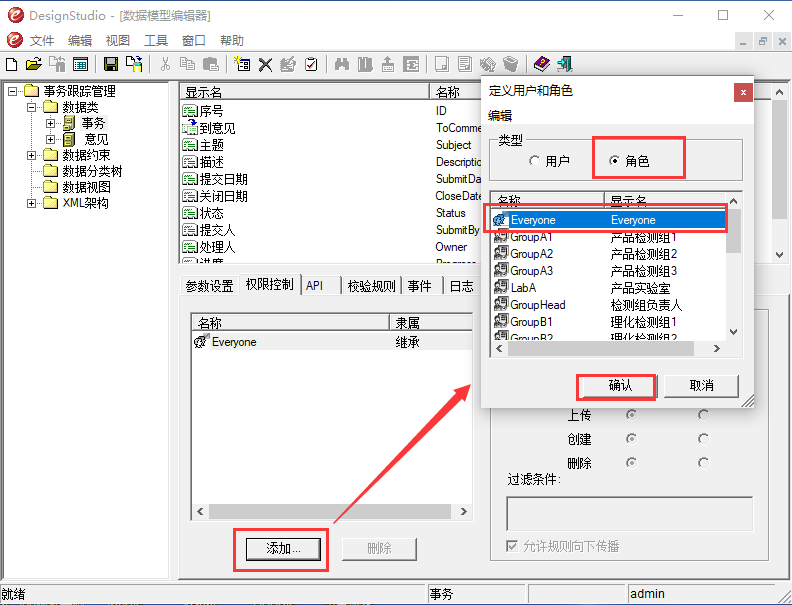 DesignStudio - [数据模型编辑器]
文件 编辑 视图 工具 窗口 帮助
事务跟踪管理
数据类
事务
意见
数据约束
数据分类树
数据视图
XML架构
显示名 名称
序号 ID
到意见 ToComme
主题 Subject
描述 Descriptio
提交日期 SubmitDa
关闭日期 CloseDate
状态 Status
提交人 SubmitBy
处理人 Owner
进度 Progress
参数设置 权限控制 API 校验规则 事件 日志
名称 隶属
Everyone 继承
添加... 删除
定义用户和角色
编辑
类型
用户 角色
名称 显示名
Everyone Everyone
GroupA1 产品检测组1
GroupA2 产品检测组2
GroupA3 产品检测组3
LabA 产品实验室
GroupHead 检测组负责人
GroupB1 理化检测组1
GroupB2 理化检测组2
确认 取消
上传
创建
删除
过滤条件:
允许规则向下传播
就绪 事务 admin